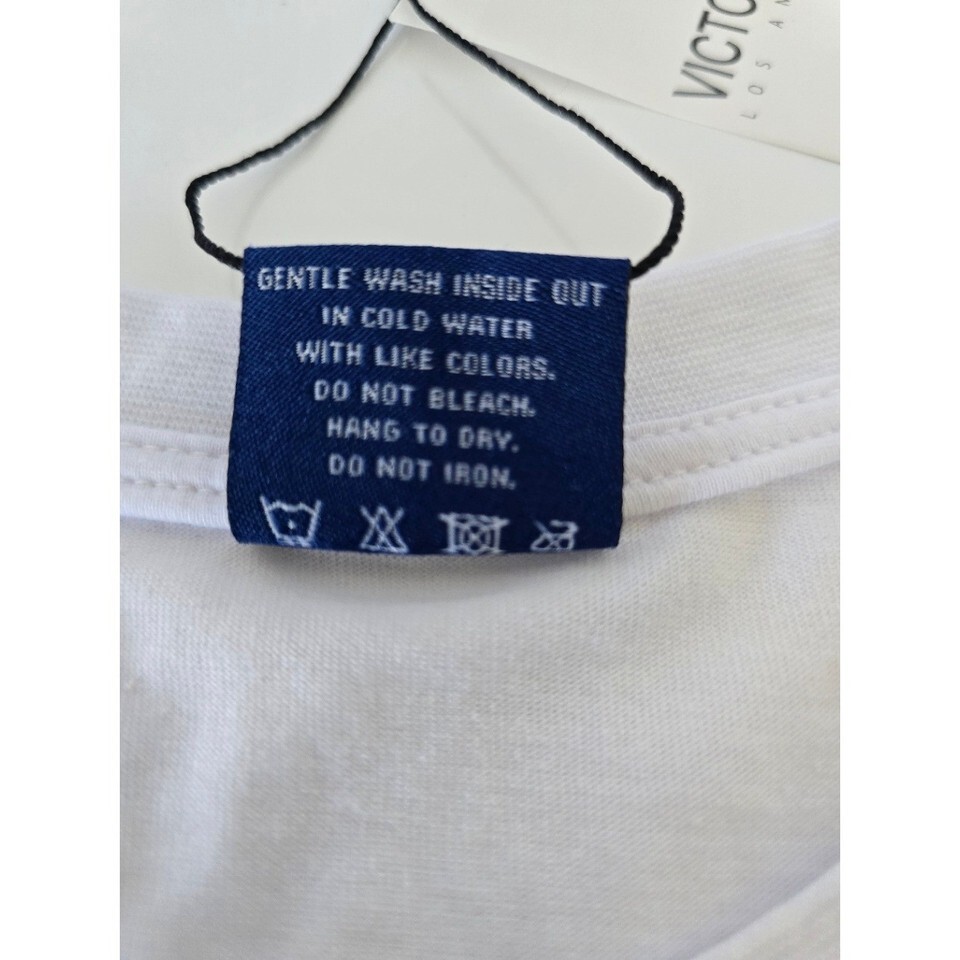 VICTO
LOS AN
GENTLE WASH INSIDE OUT
IN COLD WATER
WITH LIKE COLORS.
DO NOT BLEACH.
HANG TO DRY.
DO NOT IRON.